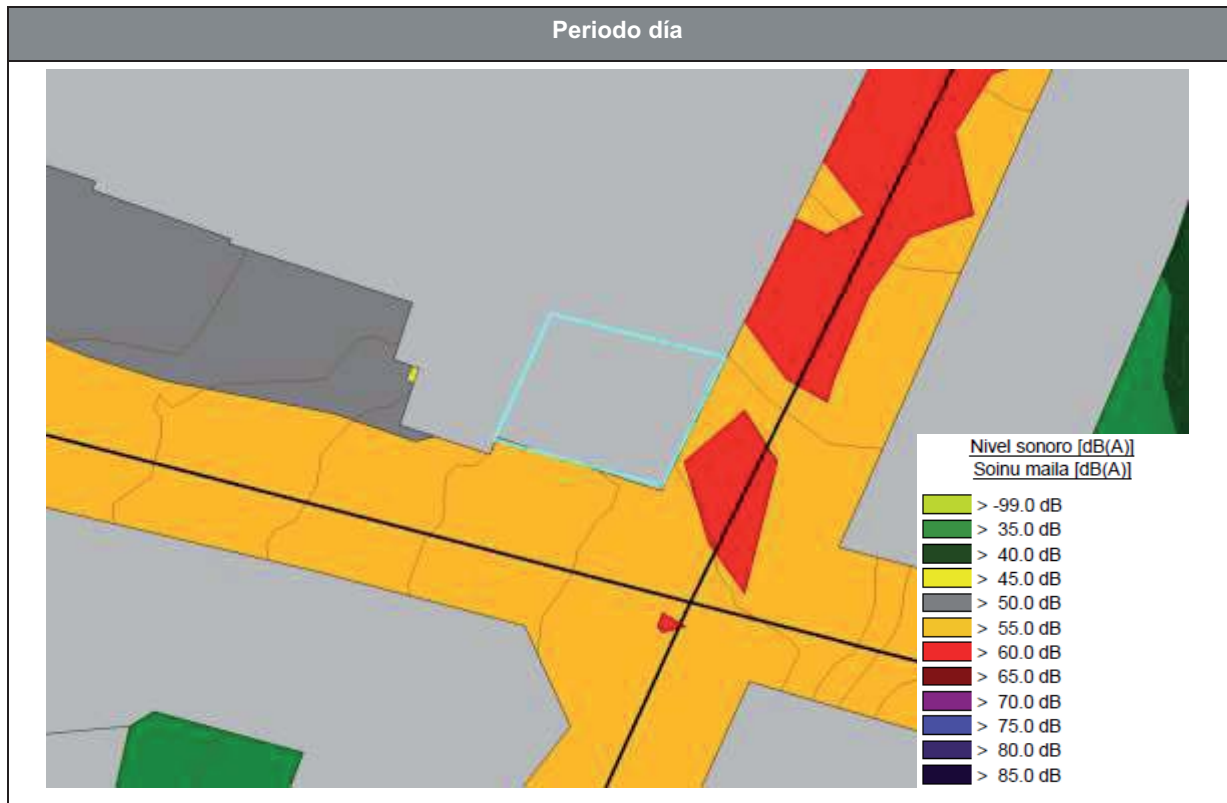 Periodo día
Nivel sonoro [dB(A)]
Soinu maila [dB(A)]
> -99.0 dB
> 35.0 dB
> 40.0 dB
> 45.0 dB
> 50.0 dB
> 55.0 dB
> 60.0 dB
> 65.0 dB
> 70.0 dB
> 75.0 dB
> 80.0 dB
> 85.0 dB